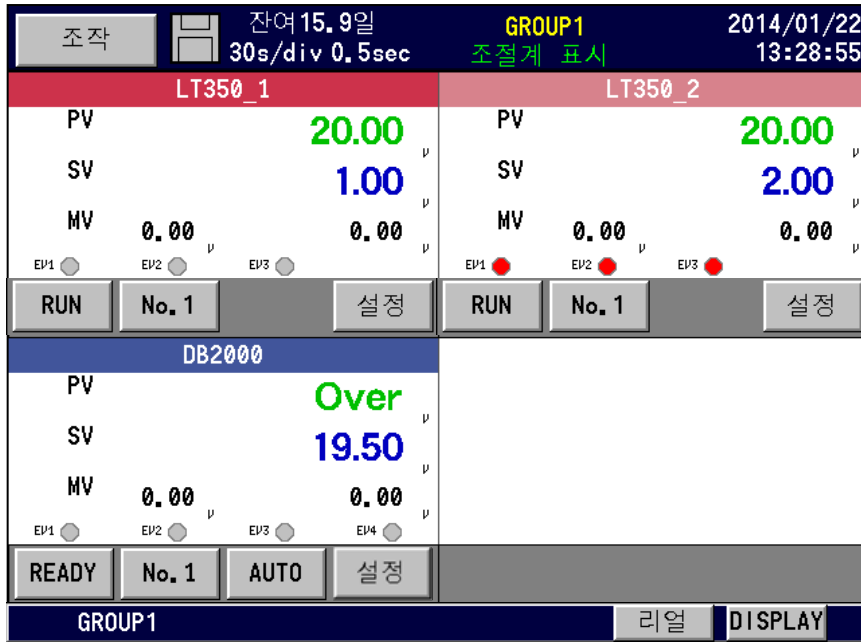 조작 잔여15.9일 GROUP1 2014/01/22
30s/div 0.5sec 조절계 표시 13:28:55
LT350_1
PV 20.00 μ
SV 1.00 μ
MV 0.00 μ 0.00 μ
EV1 EV2 EV3
RUN No.1 설정
LT350_2
PV 20.00 μ
SV 2.00 μ
MV 0.00 μ 0.00 μ
EV1 EV2 EV3
RUN No.1 설정
DB2000
PV Over μ
SV 19.50 μ
MV 0.00 μ 0.00 μ
EV1 EV2 EV3 EV4
READY No.1 AUTO 설정
GROUP1 리얼 DISPLAY